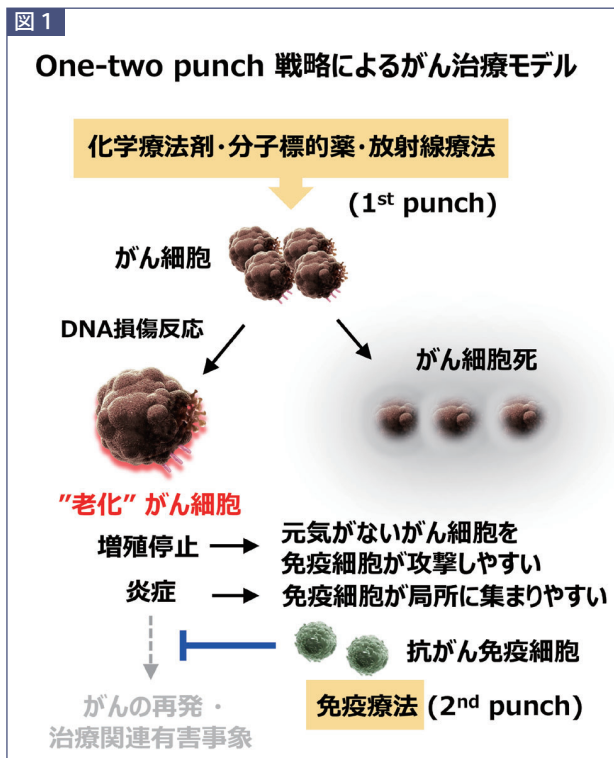 図1
One-two punch 戦略によるがん治療モデル
化学療法剤・分子標的薬・放射線療法
(1st punch)
がん細胞
DNA損傷反応
がん細胞死
”老化” がん細胞
増殖停止
元気がないがん細胞を
免疫細胞が攻撃しやすい
炎症
免疫細胞が局所に集まりやすい
抗がん免疫細胞
がんの再発・
治療関連有害事象
免疫療法 (2nd punch)